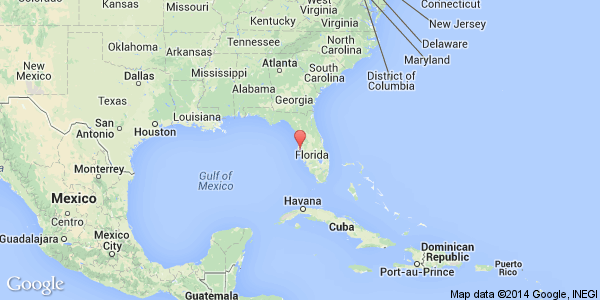 Connecticut
New Jersey
Delaware
Maryland
District of
Columbia
Kentucky
West
Virginia
Virginia
Oklahoma
Tennessee
North
Carolina
Arkansas
Atlanta
South
Carolina
New
Mexico
Dallas
Mississippi
Alabama
Georgia
Texas
Louisiana
San
Antonio
Houston
Florida
Monterrey
Gulf of
Mexico
Mexico
Centro
Havana
Cuba
Guadalajara
Mexico
City
Dominican
Republic
Port-au-Prince
Puerto
Rico
Guatemala
Google
Map data ©2014 Google, INEGI